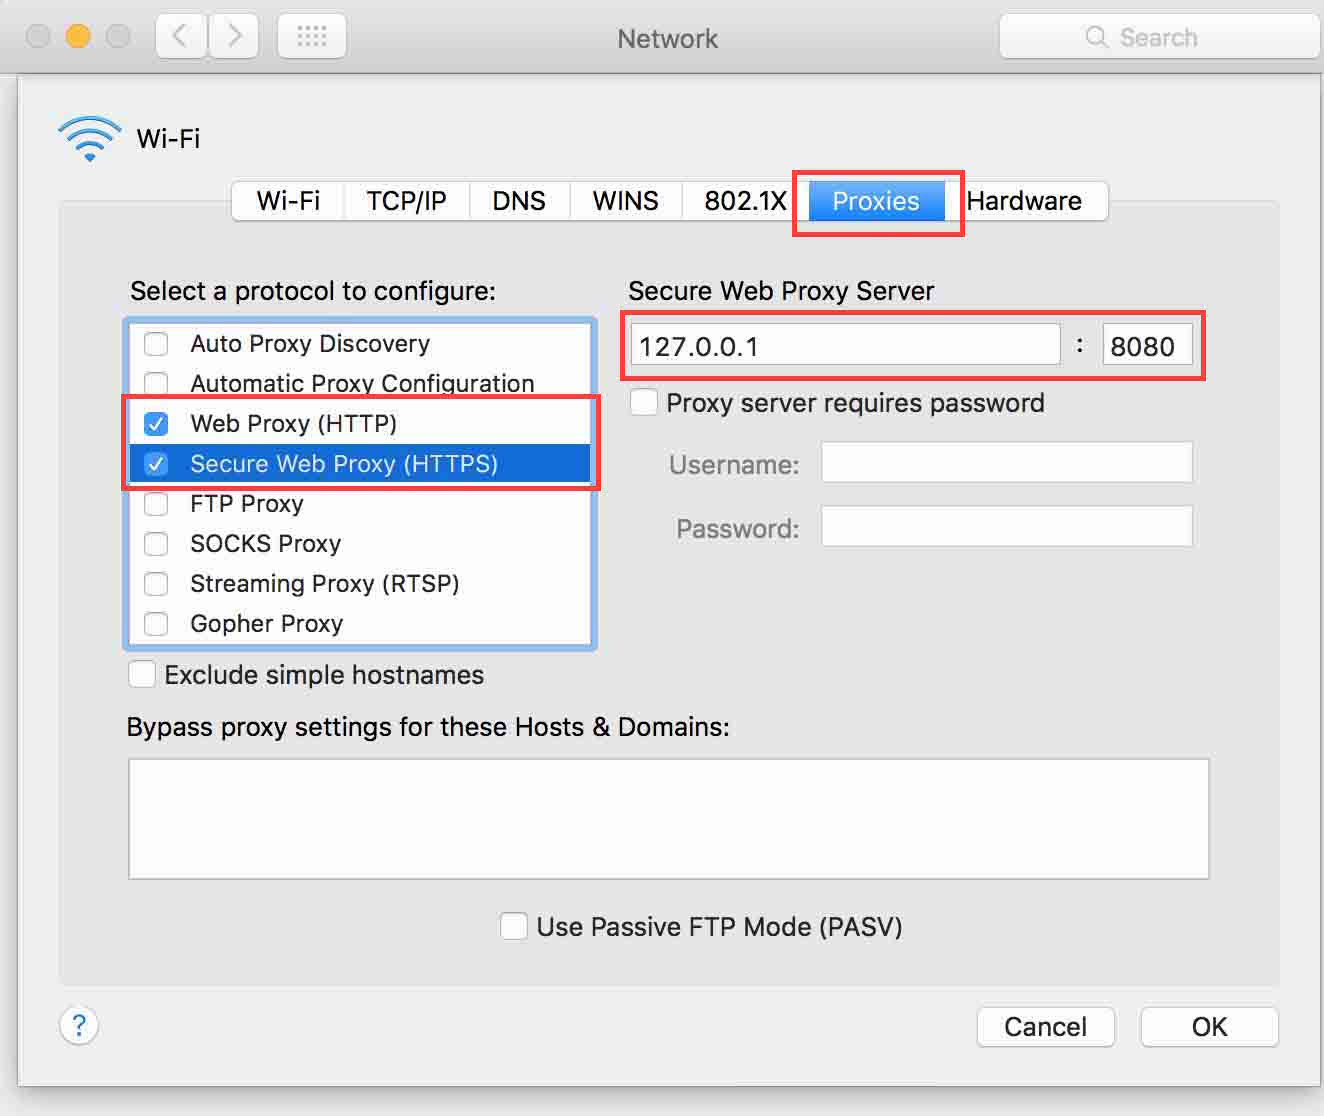 Network
Search
Wi-Fi
Wi-Fi TCP/IP DNS WINS 802.1X Proxies Hardware
Select a protocol to configure:
Auto Proxy Discovery
Automatic Proxy Configuration
Web Proxy (HTTP)
Secure Web Proxy (HTTPS)
FTP Proxy
SOCKS Proxy
Streaming Proxy (RTSP)
Gopher Proxy
Exclude simple hostnames
Secure Web Proxy Server
127.0.0.1 : 8080
Proxy server requires password
Username:
Password:
Bypass proxy settings for these Hosts & Domains:
Use Passive FTP Mode (PASV)
?
Cancel
OK